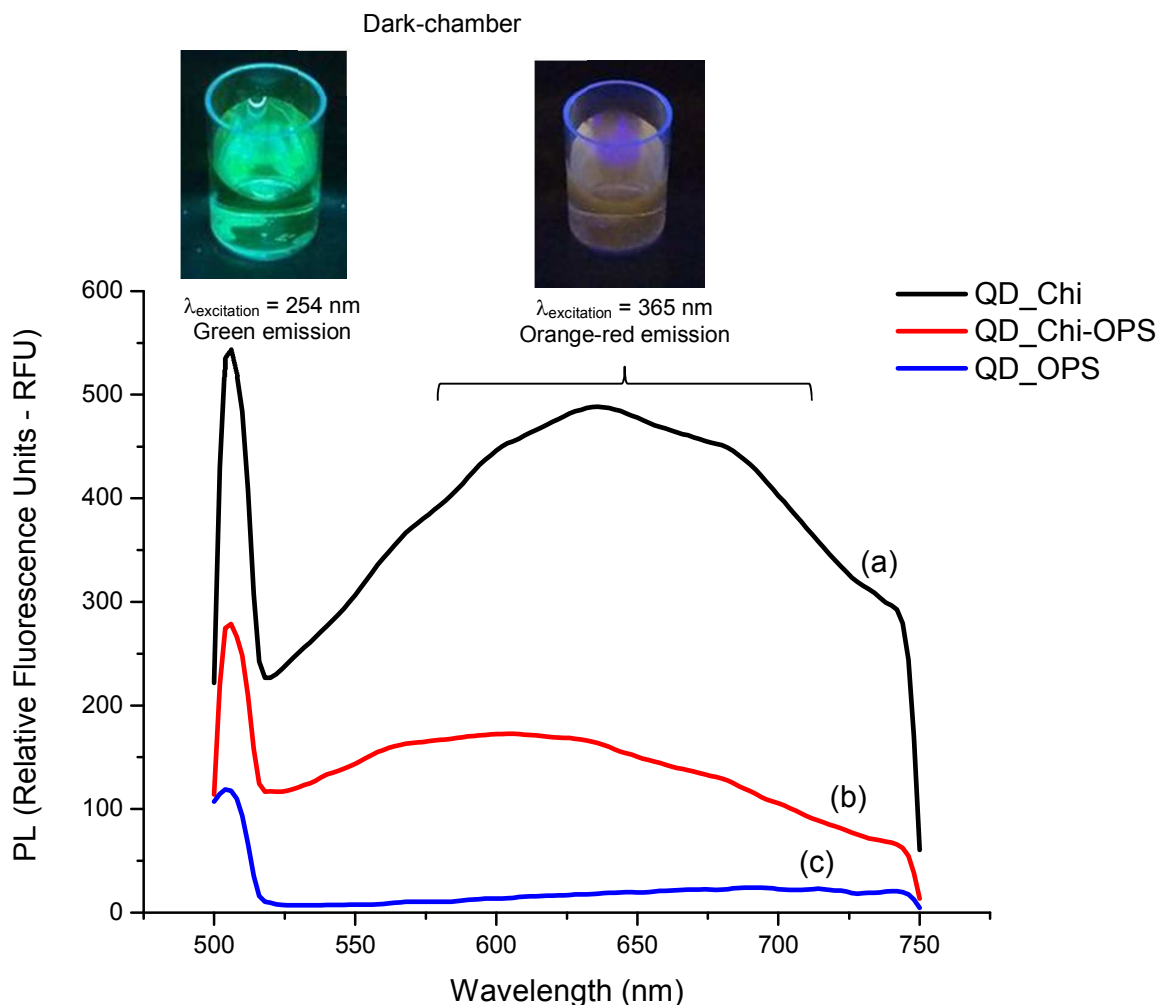 Dark-chamber
λexcitation = 254 nm
Green emission
λexcitation = 365 nm
Orange-red emission
QD_Chi
QD_Chi-OPS
QD_OPS
PL (Relative Fluorescence Units - RFU)
600
500
400
300
200
100
0
(a)
(b)
(c)
500
550
600
650
700
750
Wavelength (nm)